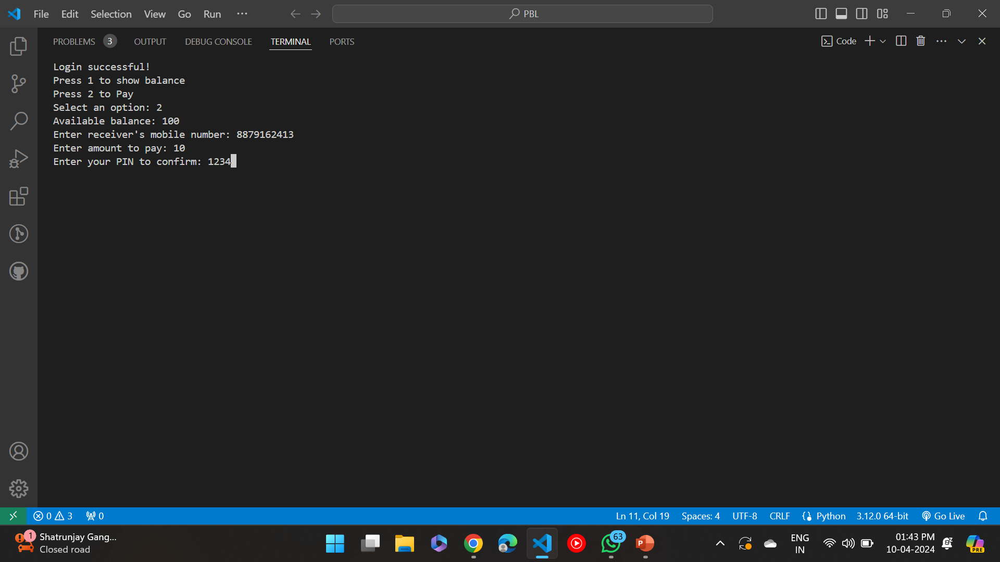 File Edit Selection View Go Run ··· PBL
PROBLEMS 3 OUTPUT DEBUG CONSOLE TERMINAL PORTS Code
Login successful!
Press 1 to show balance
Press 2 to Pay
Select an option: 2
Available balance: 100
Enter receiver's mobile number: 8879162413
Enter amount to pay: 10
Enter your PIN to confirm: 1234
0 3 0 Ln 11, Col 19 Spaces: 4 UTF-8 CRLF Python 3.12.0 64-bit Go Live
1 Shatrunjay Gang...
Closed road
63
P
ENG
IN
01:43 PM
10-04-2024
PRE